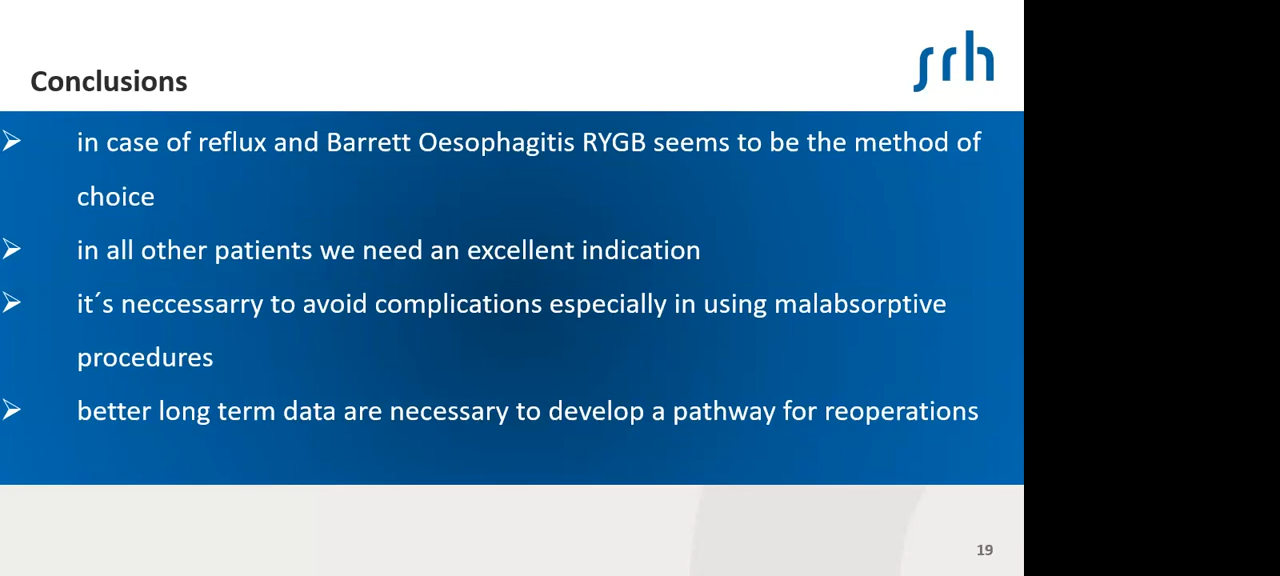 srh
Conclusions
➢ in case of reflux and Barrett Oesophagitis RYGB seems to be the method of
choice
➢ in all other patients we need an excellent indication
➢ it´s neccessarry to avoid complications especially in using malabsorptive
procedures
➢ better long term data are necessary to develop a pathway for reoperations
19